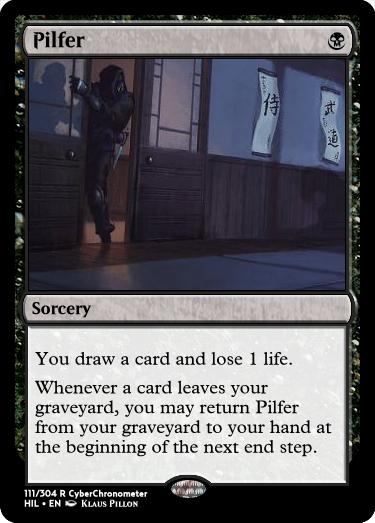 Pilfer
侍
武
道
Sorcery
You draw a card and lose 1 life.
Whenever a card leaves your
graveyard, you may return Pilfer
from your graveyard to your hand at
the beginning of the next end step.
111/304 R CyberChronometer
HIL • EN KLAUS PILLON